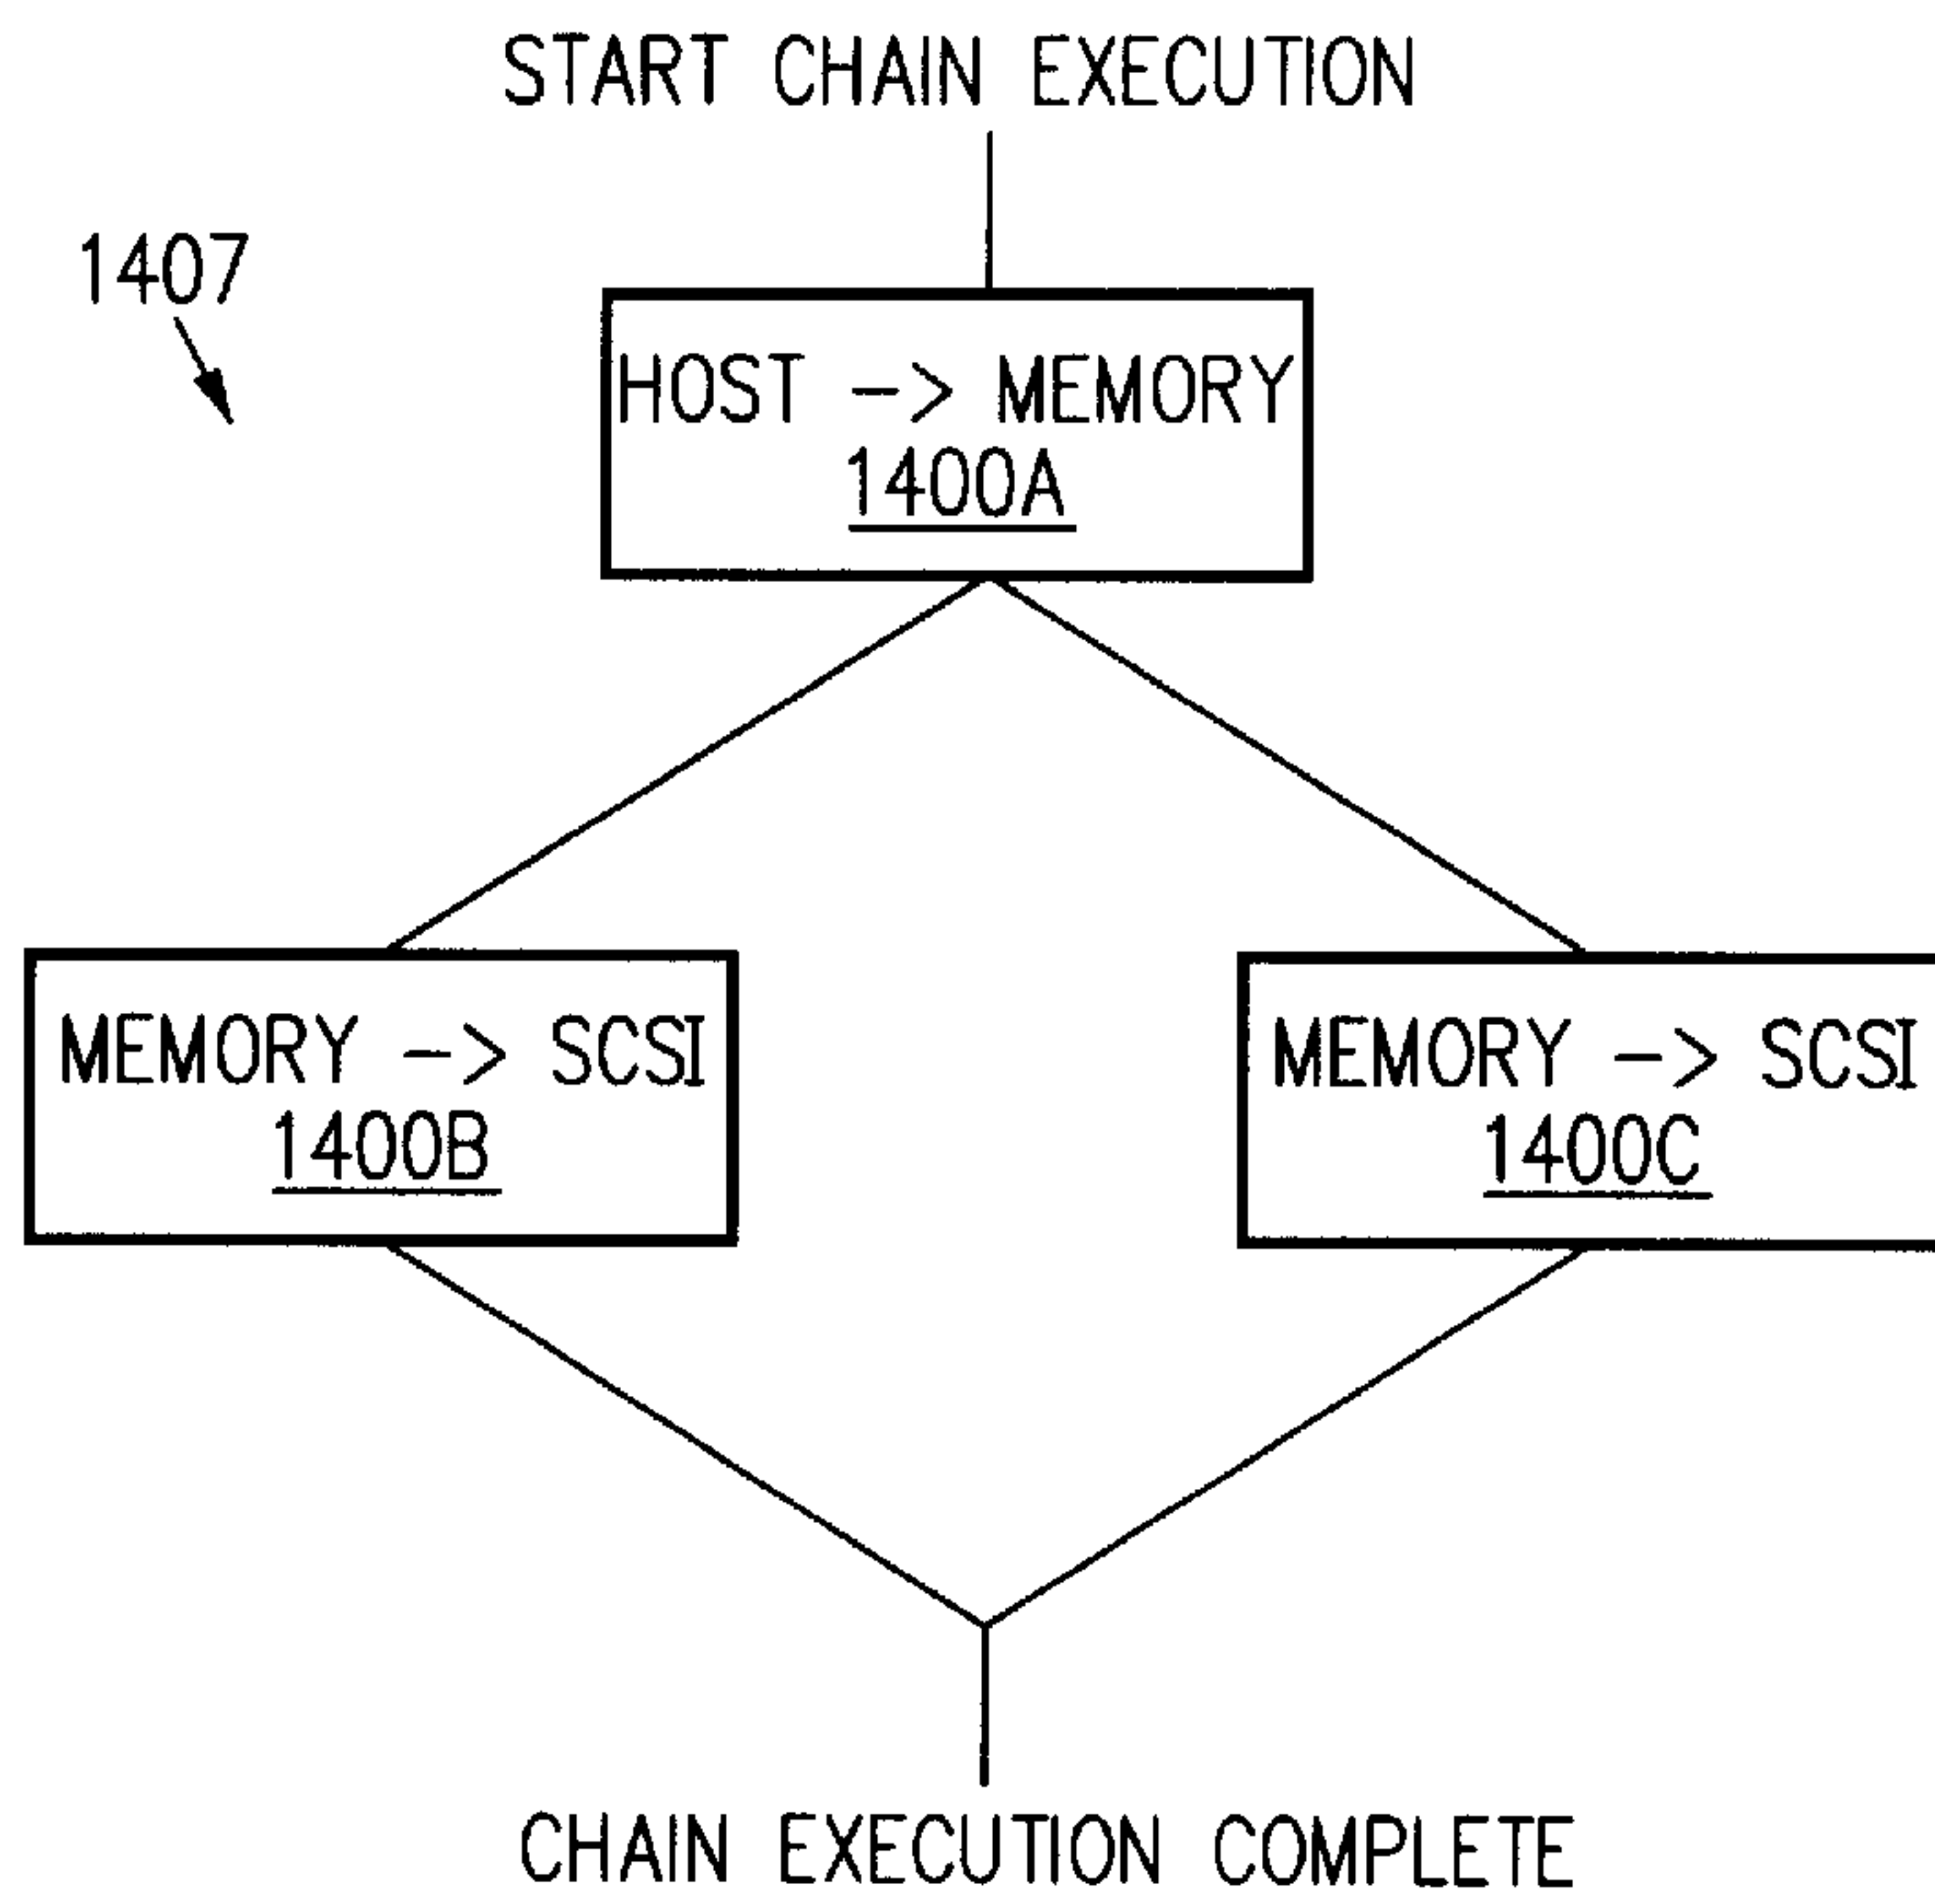 START CHAIN EXECUTION
1407
HOST -> MEMORY
1400A
MEMORY -> SCSI
1400B
MEMORY -> SCSI
1400C
CHAIN EXECUTION COMPLETE